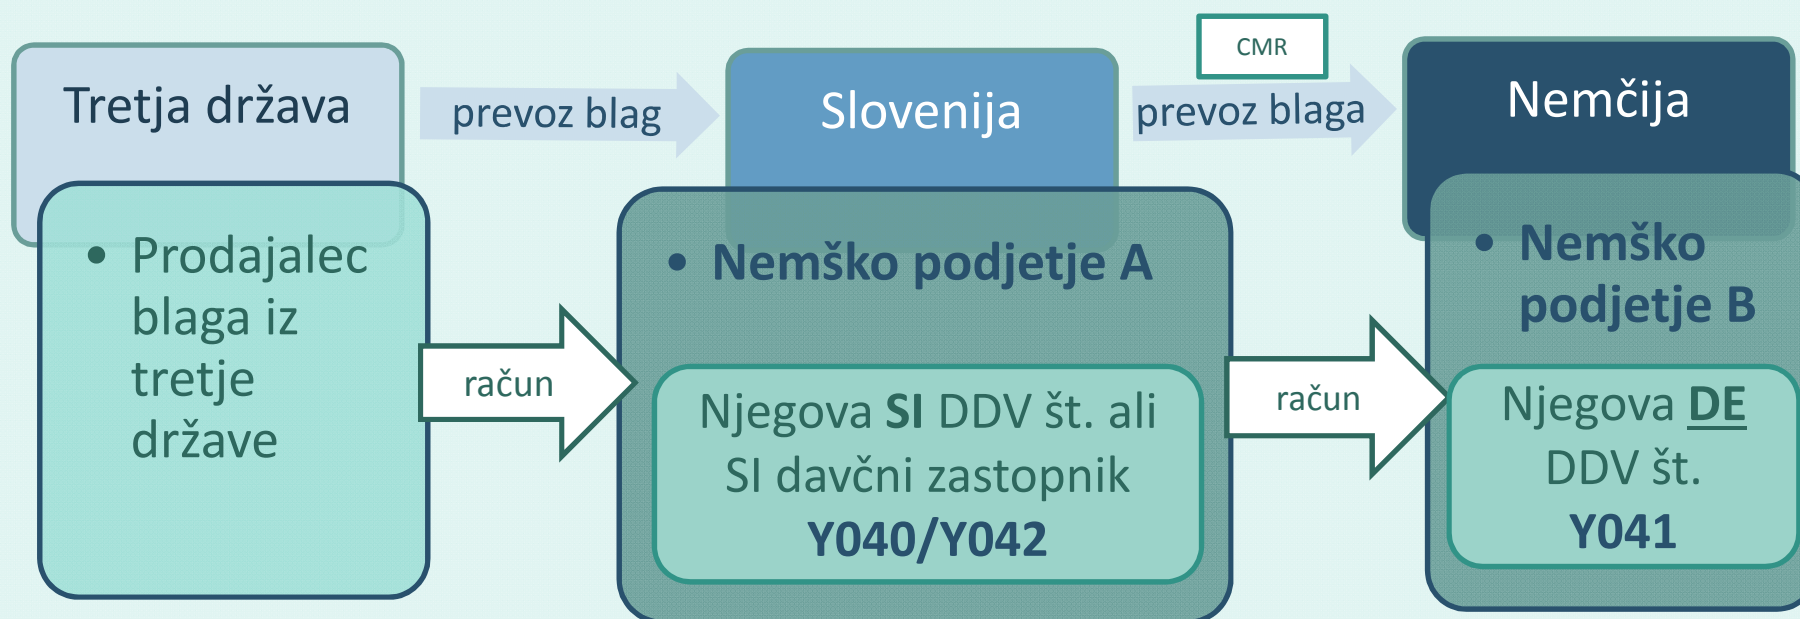 Tretja država
prevoz blag
Slovenija
CMR
prevoz blaga
Nemčija
• Prodajalec
blaga iz
tretje
države
račun
• Nemško podjetje A
Njegova SI DDV št. ali
SI davčni zastopnik
Y040/Y042
račun
• Nemško
podjetje B
Njegova DE
DDV št.
Y041